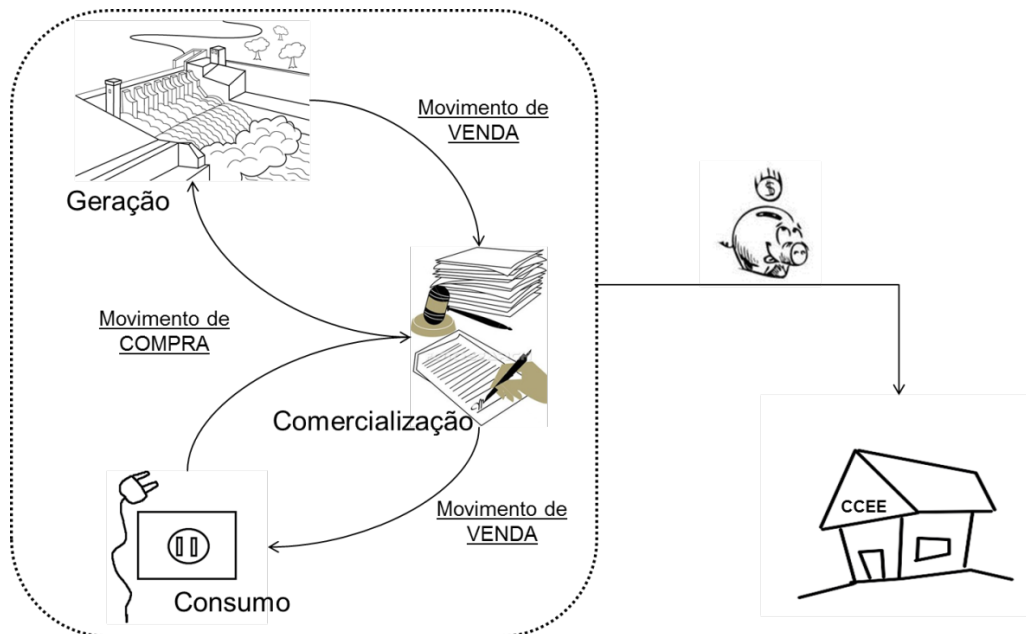 Movimento de
VENDA
Geração
Movimento de
COMPRA
Comercialização
Movimento de
VENDA
Consumo
$
CCEE